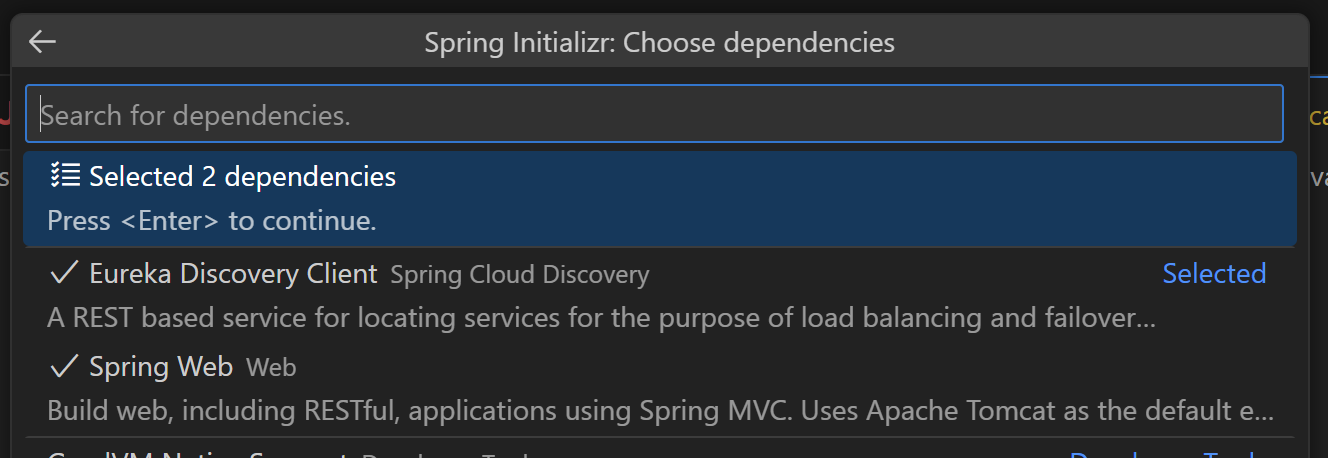 Spring Initializr: Choose dependencies
Search for dependencies.
Selected 2 dependencies
Press <Enter> to continue.
Eureka Discovery Client Spring Cloud Discovery Selected
A REST based service for locating services for the purpose of load balancing and failover...
Spring Web Web
Build web, including RESTful, applications using Spring MVC. Uses Apache Tomcat as the default e...